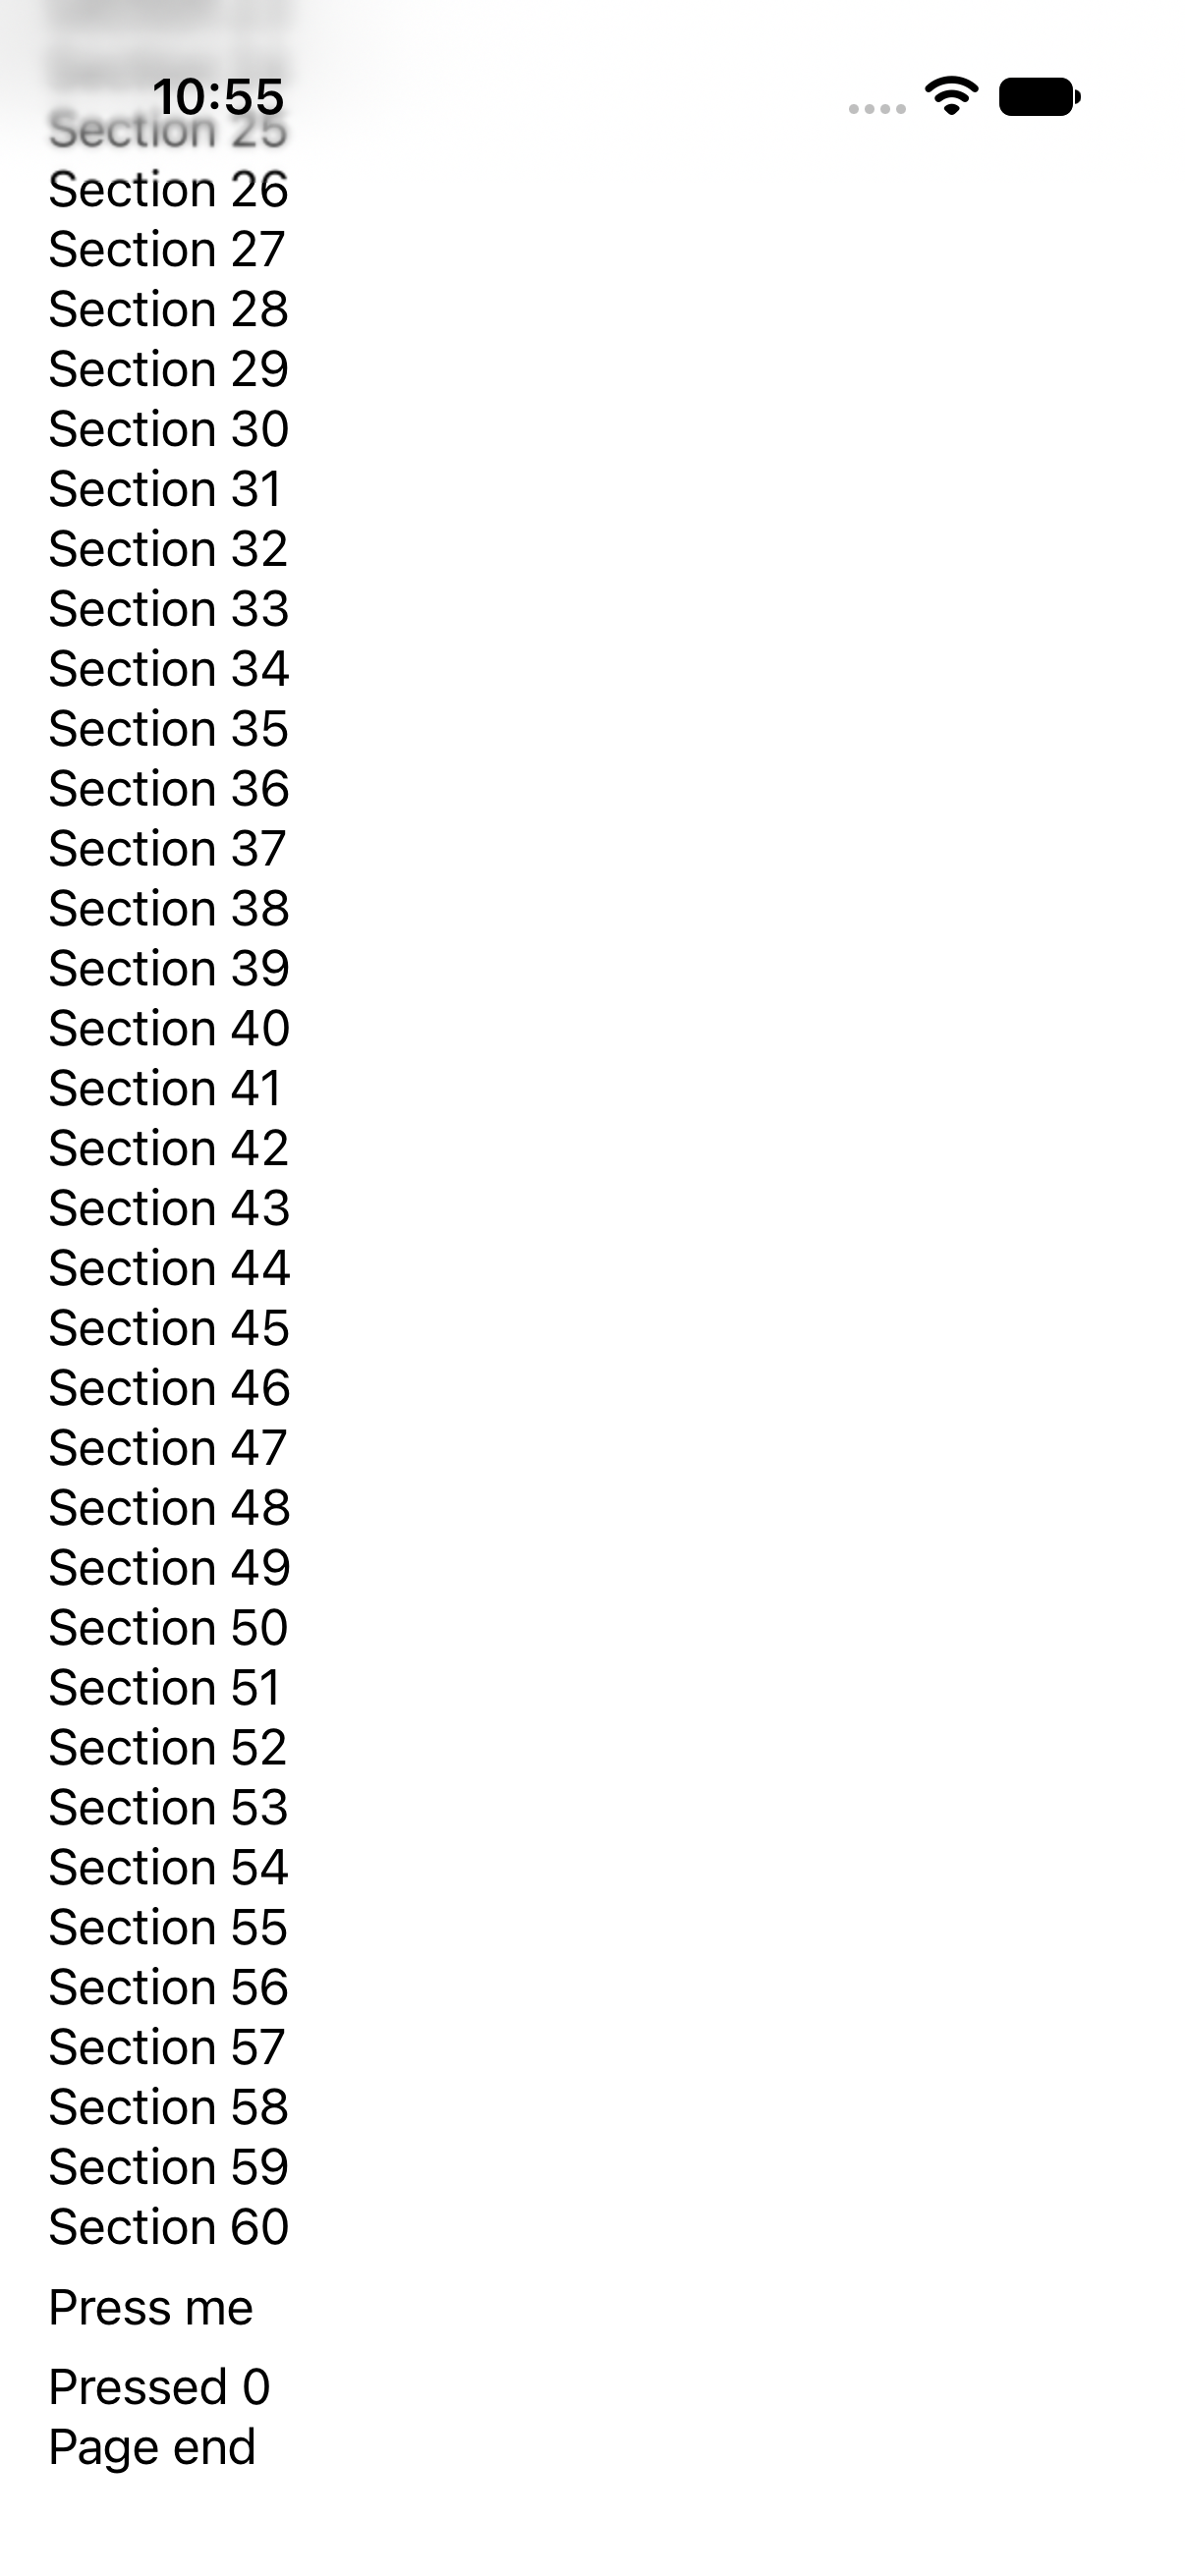 10:55
Section 25
Section 26
Section 27
Section 28
Section 29
Section 30
Section 31
Section 32
Section 33
Section 34
Section 35
Section 36
Section 37
Section 38
Section 39
Section 40
Section 41
Section 42
Section 43
Section 44
Section 45
Section 46
Section 47
Section 48
Section 49
Section 50
Section 51
Section 52
Section 53
Section 54
Section 55
Section 56
Section 57
Section 58
Section 59
Section 60
Press me
Pressed 0
Page end